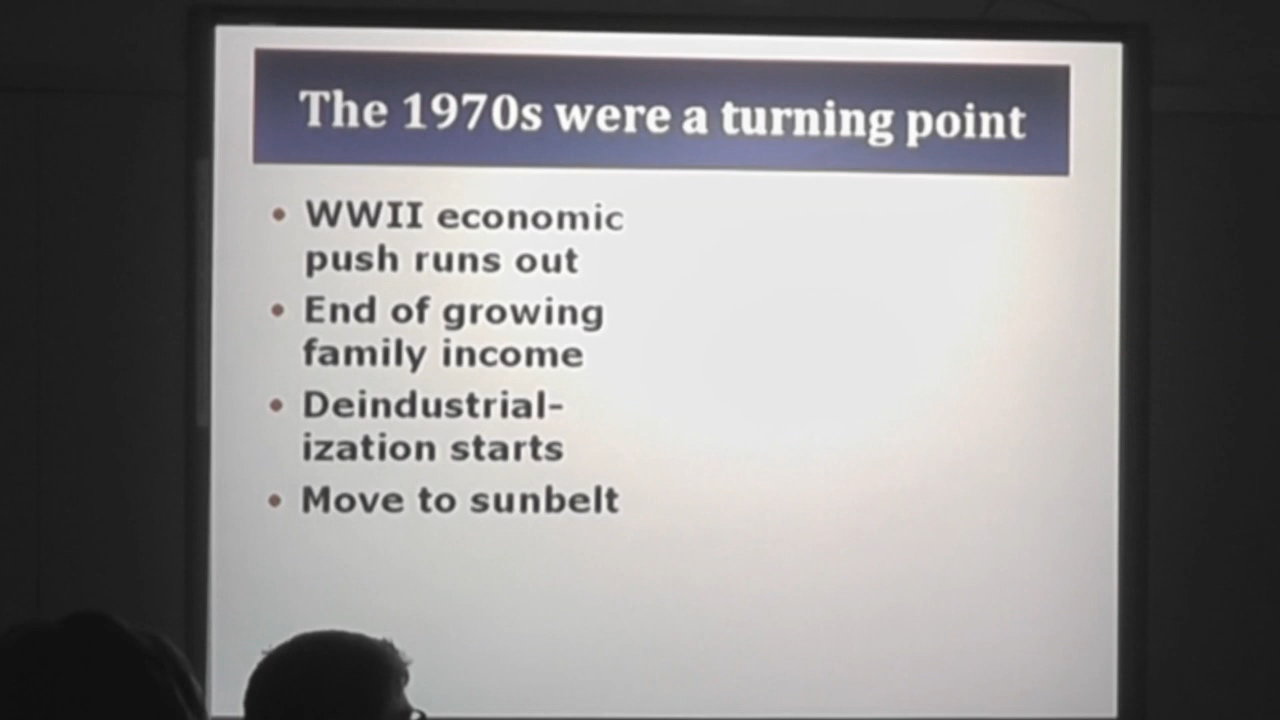 The 1970s were a turning point
• WWII economic
push runs out
• End of growing
family income
• Deindustrial-
ization starts
• Move to sunbelt